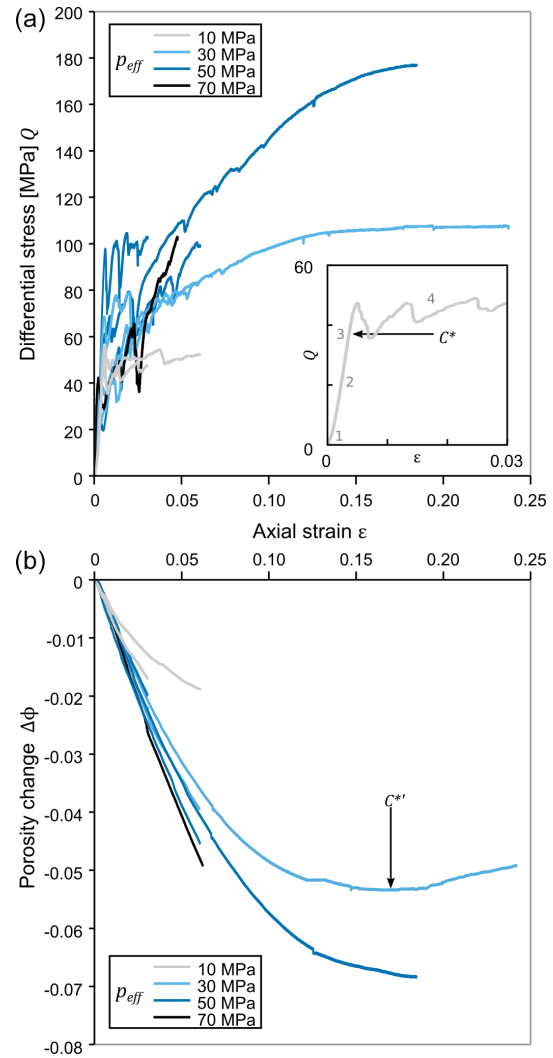 (a)
200
180
160
140
120
100
80
60
40
20
0
Differential stress [MPa] Q
p_eff
10 MPa
30 MPa
50 MPa
70 MPa
60
Q
0
1
2
3
4
C*
0
ε
0.03
0
0.05
0.10
0.15
0.20
0.25
Axial strain ε
(b)
0
0.05
0.10
0.15
0.20
0.25
0
-0.01
-0.02
-0.03
-0.04
-0.05
-0.06
-0.07
-0.08
Porosity change Δϕ
C*'
p_eff
10 MPa
30 MPa
50 MPa
70 MPa